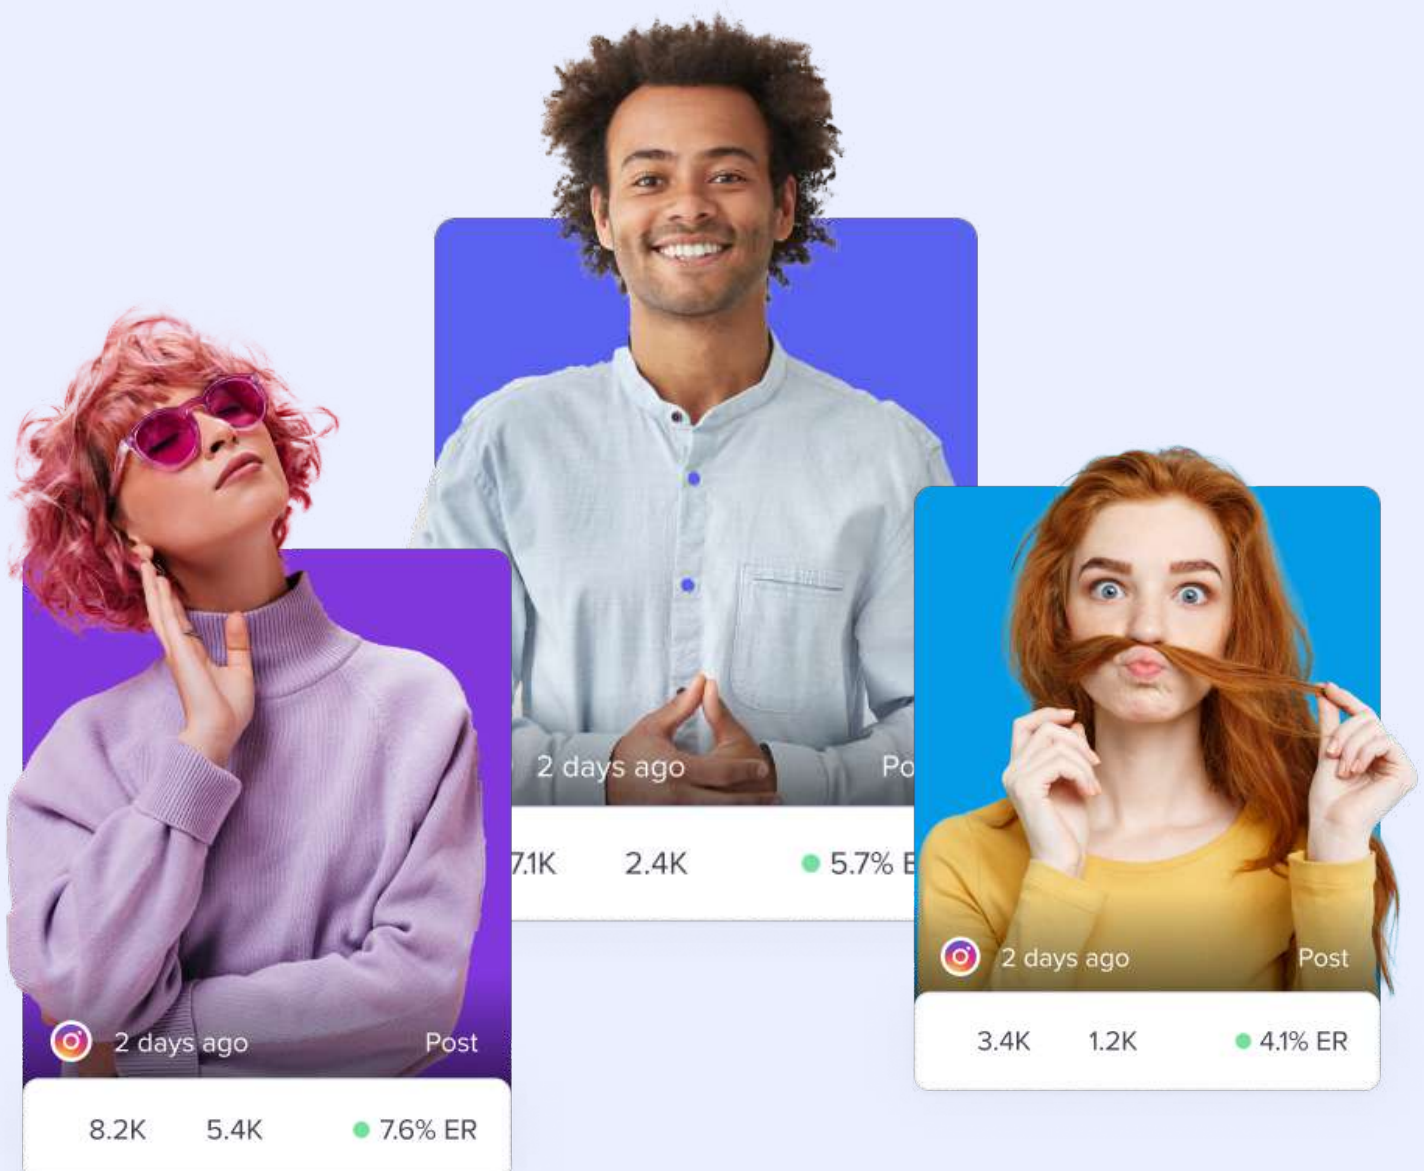 2 days ago
7.1K 2.4K 5.7%
2 days ago Post
3.4K 1.2K 4.1% ER
2 days ago Post
8.2K 5.4K 7.6% ER